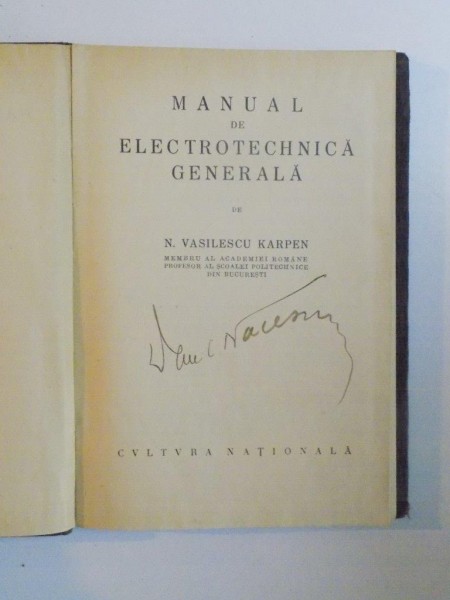 MANUAL
DE
ELECTROTECHNICĂ
GENERALĂ
DE
N. VASILESCU KARPEN
MEMBRU AL ACADEMIEI ROMÂNE
PROFESOR AL ȘCOALEI POLITECHNICE
DIN BUCUREȘTI
CVLTVRA NAȚIONALĂ